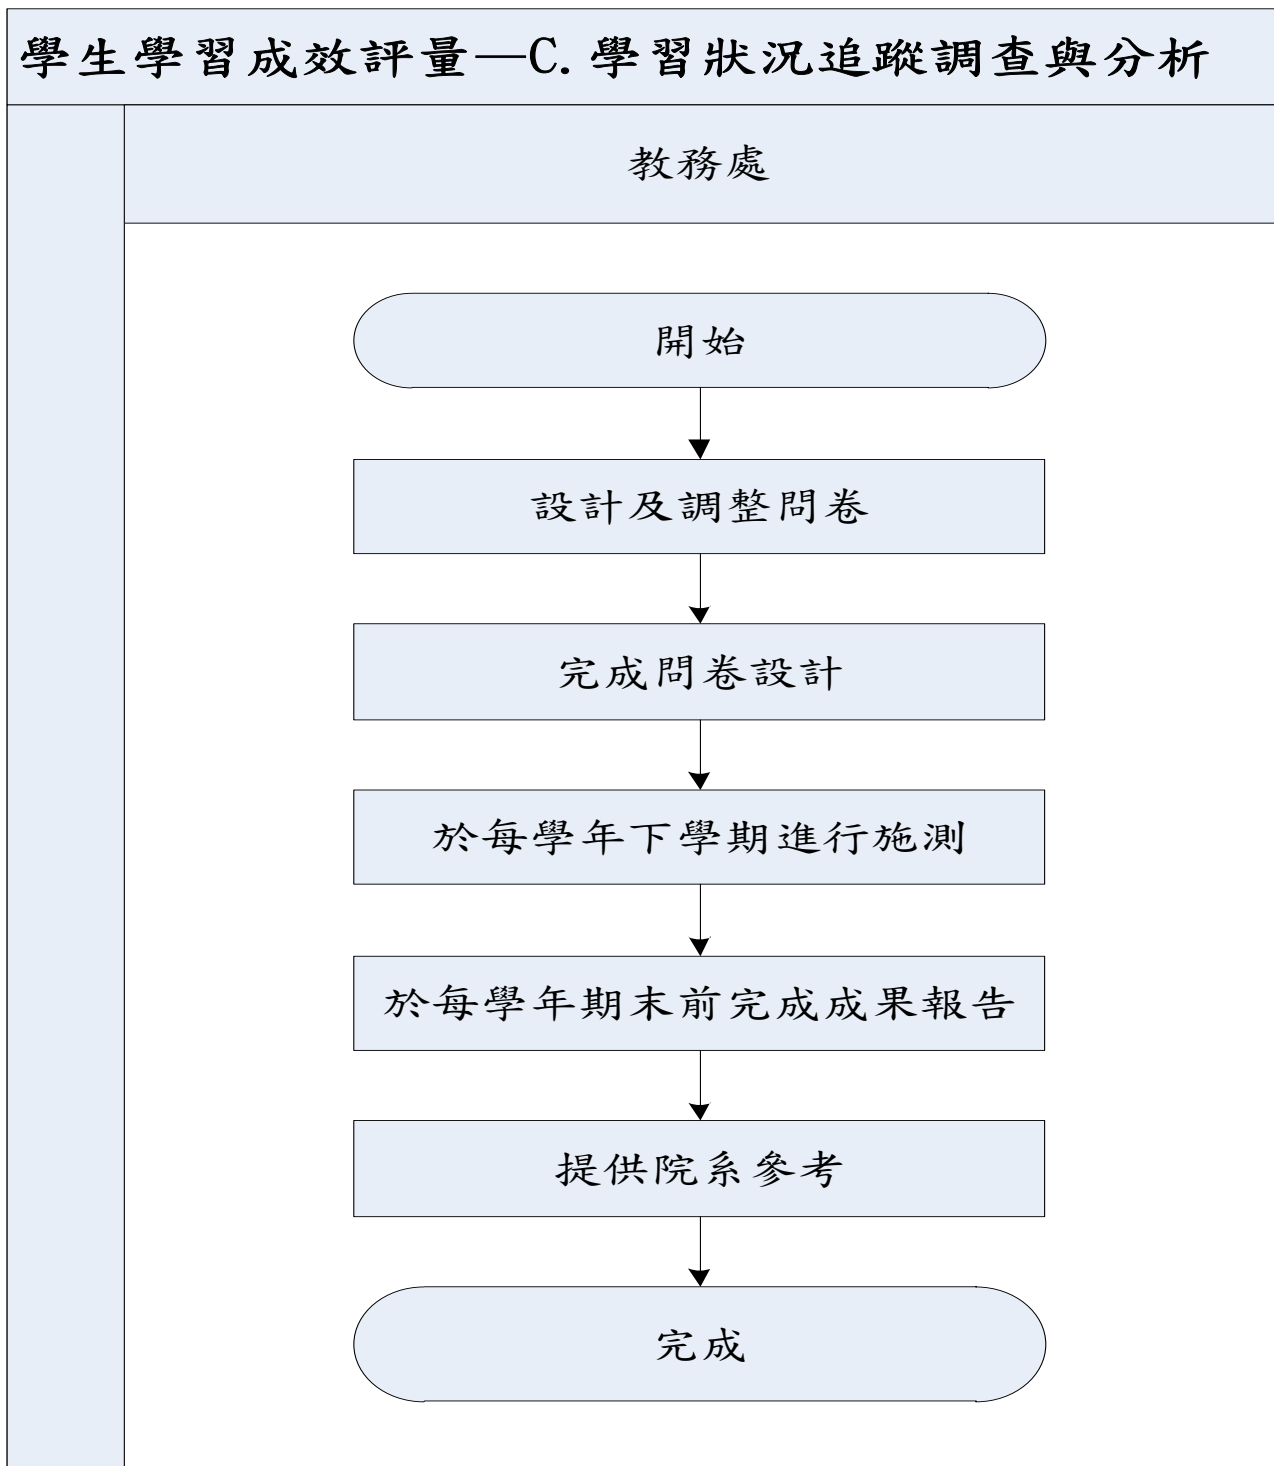 學生學習成效評量—C. 學習狀況追蹤調查與分析
教務處
開始
設計及調整問卷
完成問卷設計
於每學年下學期進行施測
於每學年期末前完成成果報告
提供院系參考
完成